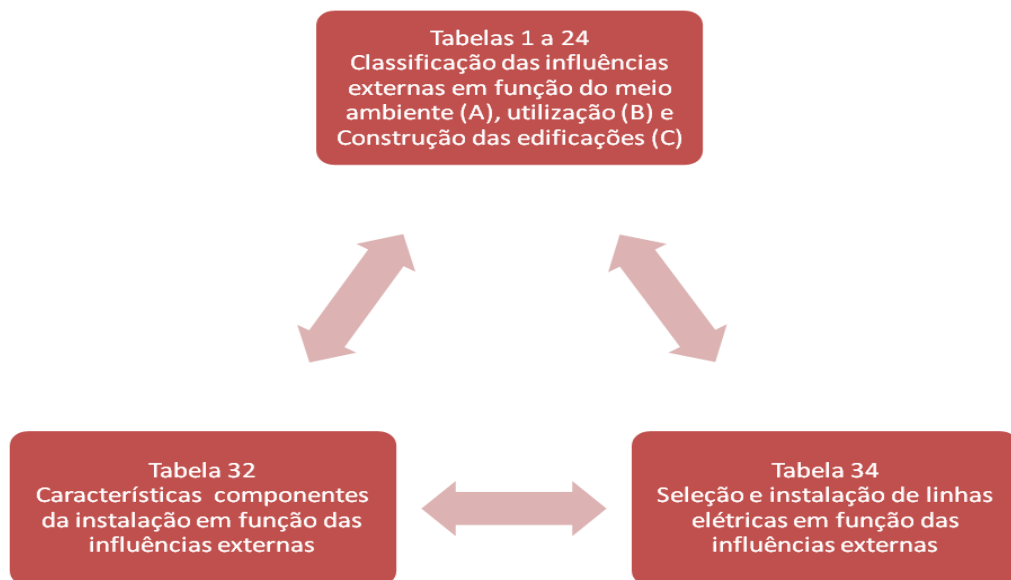 Tabelas 1 a 24
Classificação das influências
externas em função do meio
ambiente (A), utilização (B) e
Construção das edificações (C)
Tabela 32
Características componentes
da instalação em função das
influências externas
Tabela 34
Seleção e instalação de linhas
elétricas em função das
influências externas